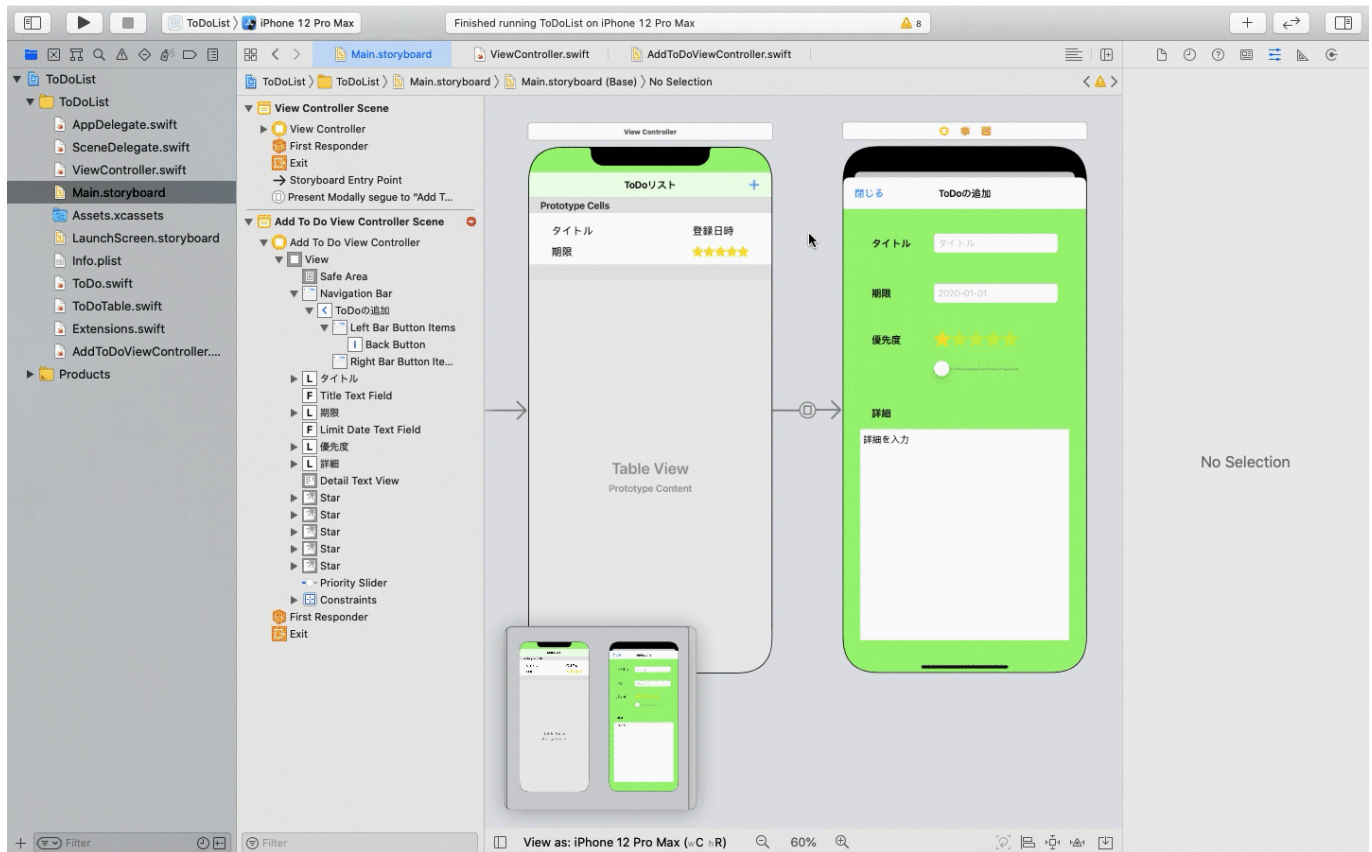 ToDoList 〉 iPhone 12 Pro Max
Finished running ToDoList on iPhone 12 Pro Max
8
Main.storyboard
ViewController.swift
AddToDoViewController.swift
ToDoList
ToDoList
AppDelegate.swift
SceneDelegate.swift
ViewController.swift
Main.storyboard
Assets.xcassets
LaunchScreen.storyboard
Info.plist
ToDo.swift
ToDoTable.swift
Extensions.swift
AddToDoViewController....
Products
Filter
ToDoList 〉 ToDoList 〉 Main.storyboard 〉 Main.storyboard (Base) 〉 No Selection
View Controller Scene
View Controller
First Responder
Exit
Storyboard Entry Point
Present Modally segue to “Add T...
Add To Do View Controller Scene
Add To Do View Controller
View
Safe Area
Navigation Bar
ToDoの追加
Left Bar Button Items
Back Button
Right Bar Button Ite...
L タイトル
F Title Text Field
L 期限
F Limit Date Text Field
L 優先度
L 詳細
Detail Text View
Star
Star
Star
Star
Star
Priority Slider
Constraints
First Responder
Exit
Filter
View Controller
ToDoリスト
Prototype Cells
タイトル 登録日時
期限
Table View
Prototype Content
閉じる ToDoの追加
タイトル タイトル
期限 2020-01-01
優先度
詳細
詳細を入力
View as: iPhone 12 Pro Max (wC hR)
60%
No Selection